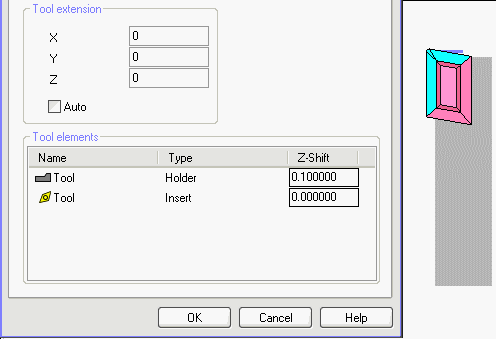 Tool extension
X 0
Y 0
Z 0
Auto
Tool elements
Name Type Z-Shift
Tool Holder 0.100000
Tool Insert 0.000000
OK Cancel Help